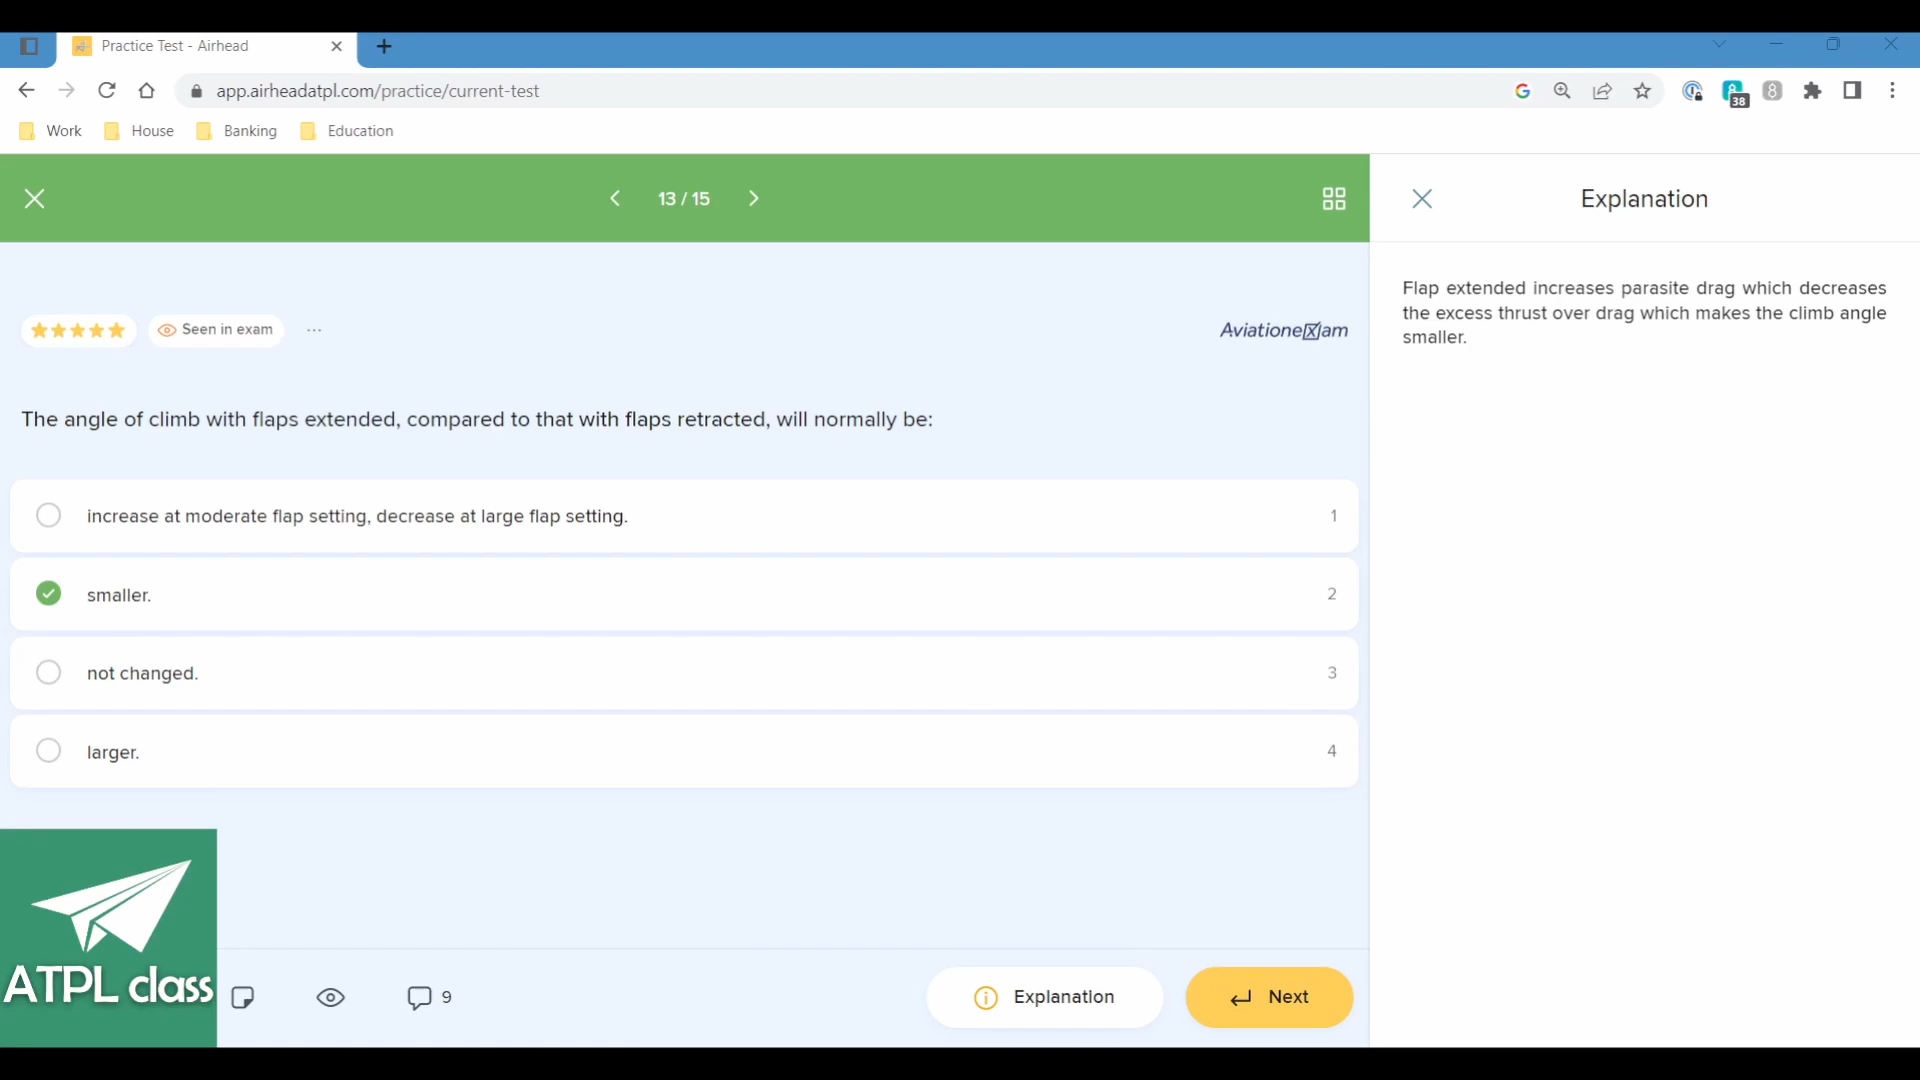 Practice Test - Airhead
app.airheadatpl.com/practice/current-test
38
8
Work
House
Banking
Education
13 / 15
Explanation
Seen in exam
...
AviationeXam
Flap extended increases parasite drag which decreases
the excess thrust over drag which makes the climb angle
smaller.
The angle of climb with flaps extended, compared to that with flaps retracted, will normally be:
increase at moderate flap setting, decrease at large flap setting.
1
smaller.
2
not changed.
3
larger.
4
ATPL class
9
Explanation
Next